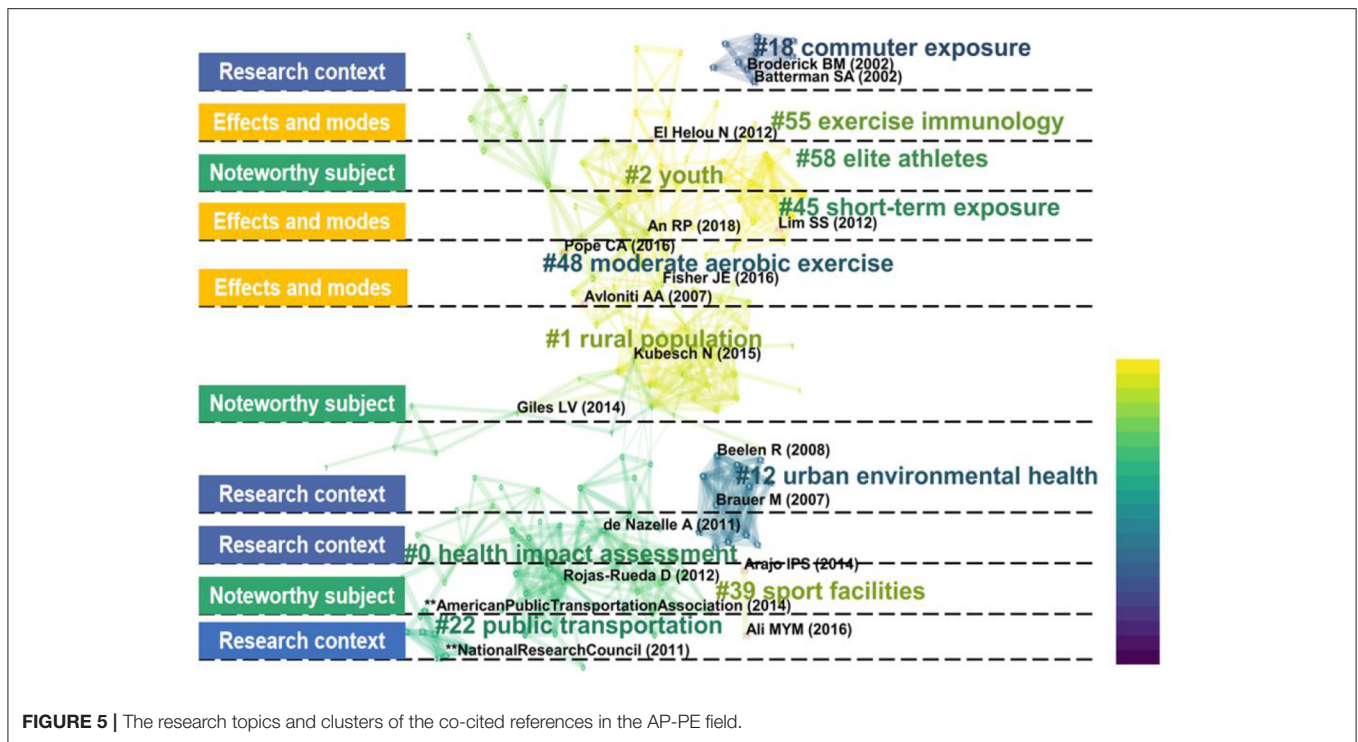 #18 commuter exposure
Research context
Broderick BM (2002)
Batterman SA (2002)
Effects and modes
#55 exercise immunology
El Helou N (2012)
#58 elite athletes
Noteworthy subject
#2 youth
#45 short-term exposure
Effects and modes
An RP (2018)
Lim SS (2012)
Pope CA (2016)
#48 moderate aerobic exercise
Fisher JE (2016)
Effects and modes
Avloniti AA (2007)
#1 rural population
Kubesch N (2015)
Noteworthy subject
Giles LV (2014)
Beelen R (2008)
#12 urban environmental health
Research context
Brauer M (2007)
de Nazelle A (2011)
Research context
#0 health impact assessment
Arajo IPS (2014)
Rojas-Rueda D (2012)
Noteworthy subject
#39 sport facilities
**AmericanPublicTransportationAssociation (2014)
#22 public transportation
Ali MYM (2016)
Research context
**NationalResearchCouncil (2011)
FIGURE 5 | The research topics and clusters of the co-cited references in the AP-PE field.